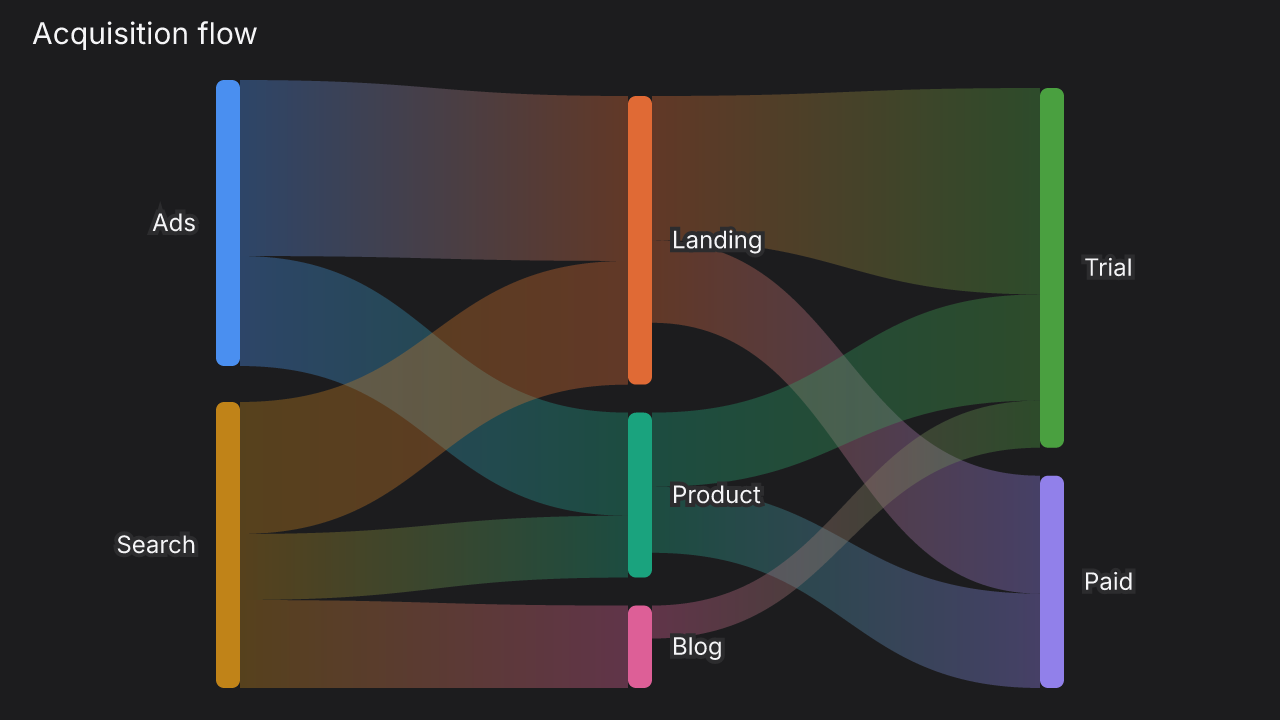 Acquisition flow
Ads
Landing
Trial
Product
Search
Paid
Blog